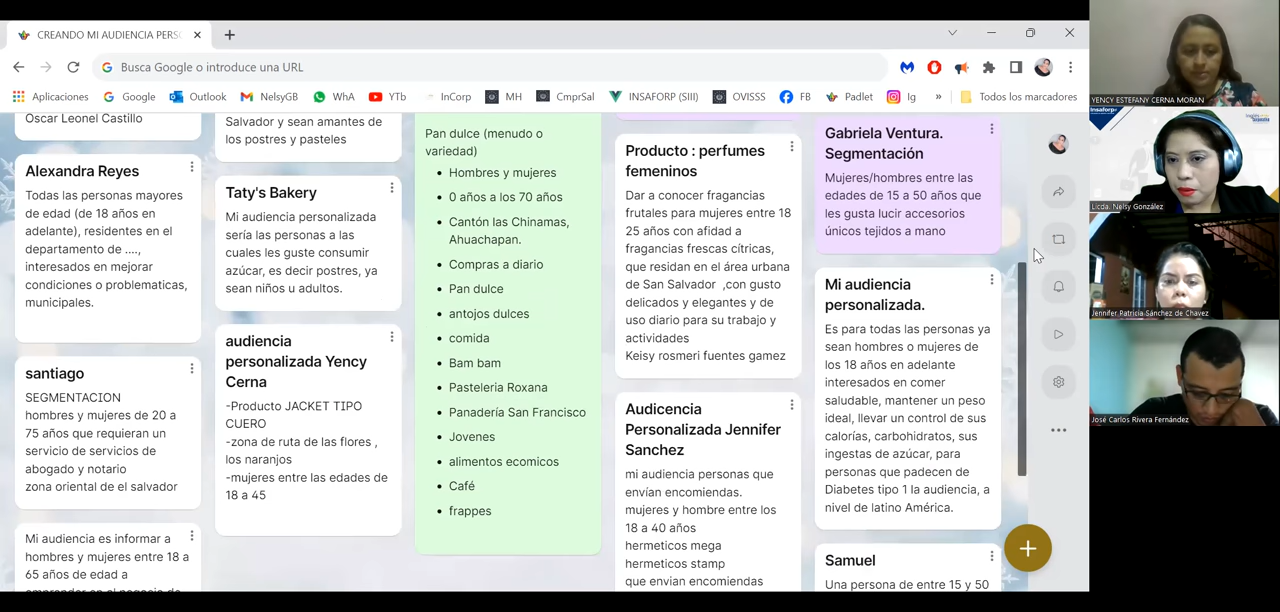 CREANDO MI AUDIENCIA PERS
Busca Google o introduce una URL
Aplicaciones
Google
Outlook
NelsyGB
WhA
YTb
InCorp
MH
CmprSal
INSAFORP (SIII)
OVISSS
FB
Padlet
Ig
»
Todos los marcadores
Oscar Leonel Castillo
Alexandra Reyes
Todas las personas mayores
de edad (de 18 años en
adelante), residentes en el
departamento de ....,
interesados en mejorar
condiciones o problematicas,
municipales.
santiago
SEGMENTACION
hombres y mujeres de 20 a
75 años que requieran un
servicio de servicios de
abogado y notario
zona oriental de el salvador
Mi audiencia es informar a
hombres y mujeres entre 18 a
65 años de edad a
emprender en el negocio de
Salvador y sean amantes de
los postres y pasteles
Taty's Bakery
Mi audiencia personalizada
sería las personas a las
cuales les guste consumir
azúcar, es decir postres, ya
sean niños u adultos.
audiencia
personalizada Yency
Cerna
-Producto JACKET TIPO
CUERO
-zona de ruta de las flores ,
los naranjos
-mujeres entre las edades de
18 a 45
Pan dulce (menudo o
variedad)
Hombres y mujeres
0 años a los 70 años
Cantón las Chinamas,
Ahuachapan.
Compras a diario
Pan dulce
antojos dulces
comida
Bam bam
Pasteleria Roxana
Panadería San Francisco
Jovenes
alimentos ecomicos
Café
frappes
Producto : perfumes
femeninos
Dar a conocer fragancias
frutales para mujeres entre 18
25 años con afidad a
fragancias frescas cítricas,
que residan en el área urbana
de San Salvador ,con gusto
delicados y elegantes y de
uso diario para su trabajo y
actividades
Keisy rosmeri fuentes gamez
Audicencia
Personalizada Jennifer
Sanchez
mi audiencia personas que
envían encomiendas.
mujeres y hombre entre los
18 a 40 años
hermeticos mega
hermeticos stamp
que envian encomiendas
Gabriela Ventura.
Segmentación
Mujeres/hombres entre las
edades de 15 a 50 años que
les gusta lucir accesorios
únicos tejidos a mano
Mi audiencia
personalizada.
Es para todas las personas ya
sean hombres o mujeres de
los 18 años en adelante
interesados en comer
saludable, mantener un peso
ideal, llevar un control de sus
calorías, carbohidratos, sus
ingestas de azúcar, para
personas que padecen de
Diabetes tipo 1 la audiencia, a
nivel de latino América.
Samuel
Una persona de entre 15 y 50
YENCY ESTEFANY CERNA MORAN
Insaforp
Licda. Nelsy González
Jennifer Patricia Sánchez de Chavez
José Carlos Rivera Fernández